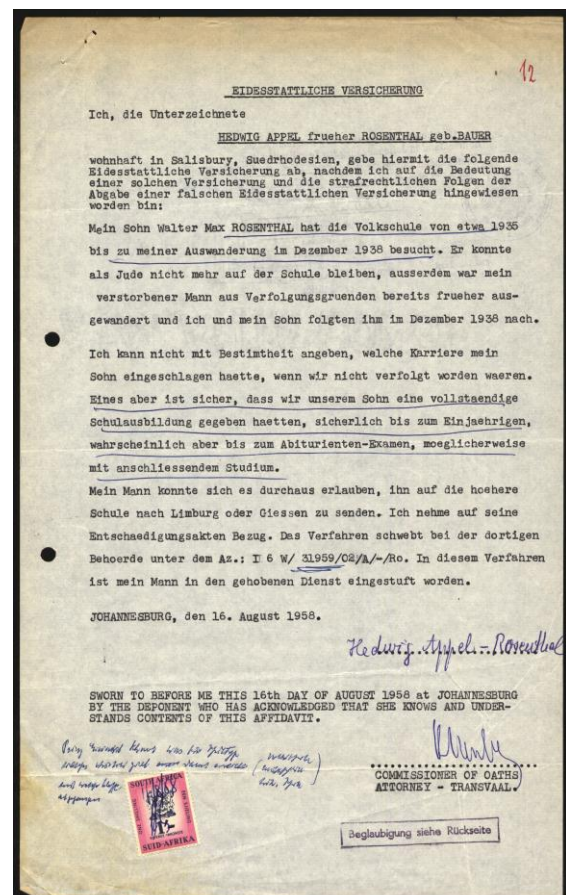 12
EIDESSTATTLICHE VERSICHERUNG
Ich, die Unterzeichnete
HEDWIG APPEL frueher ROSENTHAL geb.BAUER
wohnhaft in Salisbury, Suedrhodesien, gebe hiermit die folgende
Eidesstattliche Versicherung ab, nachdem ich auf die Bedeutung
einer solchen Versicherung und die strafrechtlichen Folgen der
Abgabe einer falschen Eidesstattlichen Versicherung hingewiesen
worden bin:
Mein Sohn Walter Max ROSENTHAL hat die Volkschule von etwa 1935
bis zu meiner Auswanderung im Dezember 1938 besucht. Er konnte
als Jude nicht mehr auf der Schule bleiben, ausserdem war mein
verstorbener Mann aus Verfolgungsgruenden bereits frueher aus-
gewandert und ich und mein Sohn folgten ihm im Dezember 1938 nach.
Ich kann nicht mit Bestimtheit angeben, welche Karriere mein
Sohn eingeschlagen haette, wenn wir nicht verfolgt worden waeren.
Eines aber ist sicher, dass wir unserem Sohn eine vollstaendige
Schulausbildung gegeben haetten, sicherlich bis zum Einjaehrigen,
wahrscheinlich aber bis zum Abiturienten-Examen, moeglicherweise
mit anschliessendem Studium.
Mein Mann konnte sich es durchaus erlauben, ihn auf die hoehere
Schule nach Limburg oder Giessen zu senden. Ich nehme auf seine
Entschaedigungsakten Bezug. Das Verfahren schwebt bei der dortigen
Behoerde unter dem Az.: I 6 W/ 31959/02/A/-/Ro. In diesem Verfahren
ist mein Mann in den gehobenen Dienst eingestuft worden.
JOHANNESBURG, den 16. August 1958.
Hedwig Appel-Rosenthal
SWORN TO BEFORE ME THIS 16th DAY OF AUGUST 1958 at JOHANNESBURG
BY THE DEPONENT WHO HAS ACKNOWLEDGED THAT SHE KNOWS AND UNDER-
STANDS CONTENTS OF THIS AFFIDAVIT.
COMMISSIONER OF OATHS
ATTORNEY - TRANSVAAL.
SOUTH AFRICA
SUID-AFRIKA
Beglaubigung siehe Rückseite